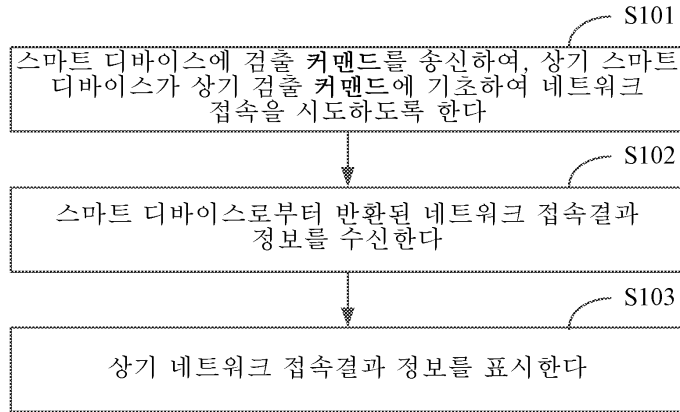 S101
스마트 디바이스에 검출 커맨드를 송신하여, 상기 스마트
디바이스가 상기 검출 커맨드에 기초하여 네트워크
접속을 시도하도록 한다
S102
스마트 디바이스로부터 반환된 네트워크 접속결과
정보를 수신한다
S103
상기 네트워크 접속결과 정보를 표시한다